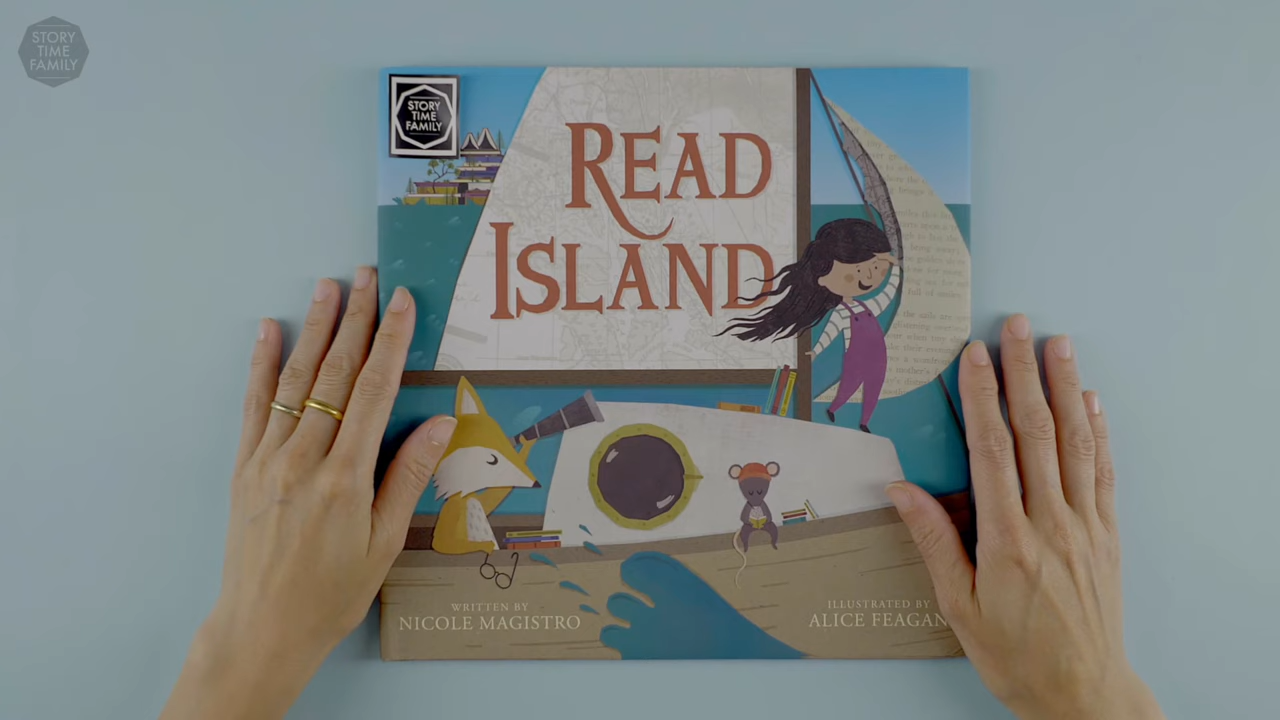 STORY
TIME
FAMILY
STORY
TIME
FAMILY
READ
ISLAND
WRITTEN BY
NICOLE MAGISTRO
ILLUSTRATED BY
ALICE FEAGAN